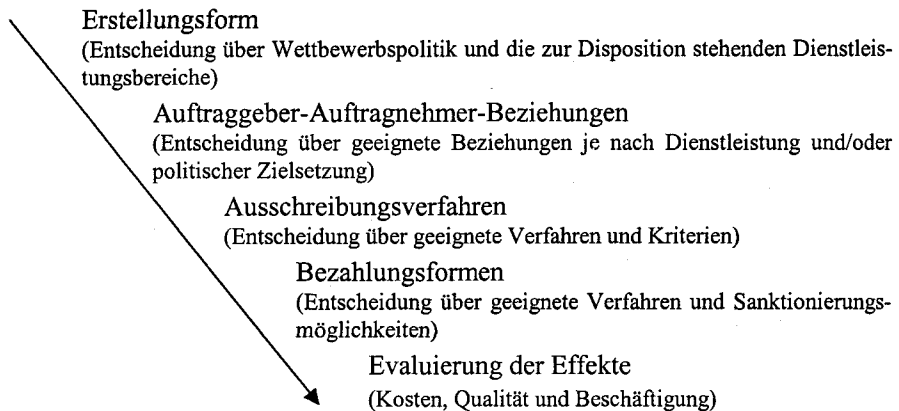 Erstellungsform
(Entscheidung über Wettbewerbspolitik und die zur Disposition stehenden Dienstleis-
tungsbereiche)
Auftraggeber-Auftragnehmer-Beziehungen
(Entscheidung über geeignete Beziehungen je nach Dienstleistung und/oder
politischer Zielsetzung)
Ausschreibungsverfahren
(Entscheidung über geeignete Verfahren und Kriterien)
Bezahlungsformen
(Entscheidung über geeignete Verfahren und Sanktionierungs-
möglichkeiten)
Evaluierung der Effekte
(Kosten, Qualität und Beschäftigung)